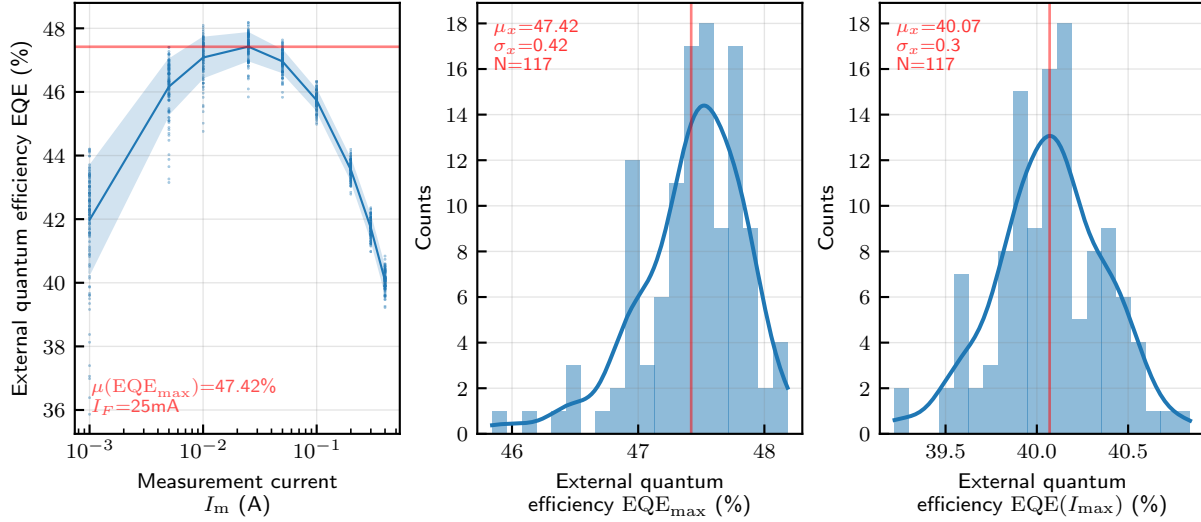 External quantum efficiency EQE (%)
48
46
44
42
40
38
36
μ(EQE_max)=47.42%
I_F=25mA
10⁻³ 10⁻² 10⁻¹
Measurement current
I_m (A)
Counts
18
16
14
12
10
8
6
4
2
0
μ_x=47.42
σ_x=0.42
N=117
46 47 48
External quantum
efficiency EQE_max (%)
Counts
18
16
14
12
10
8
6
4
2
0
μ_x=40.07
σ_x=0.3
N=117
39.5 40.0 40.5
External quantum
efficiency EQE(I_max) (%)